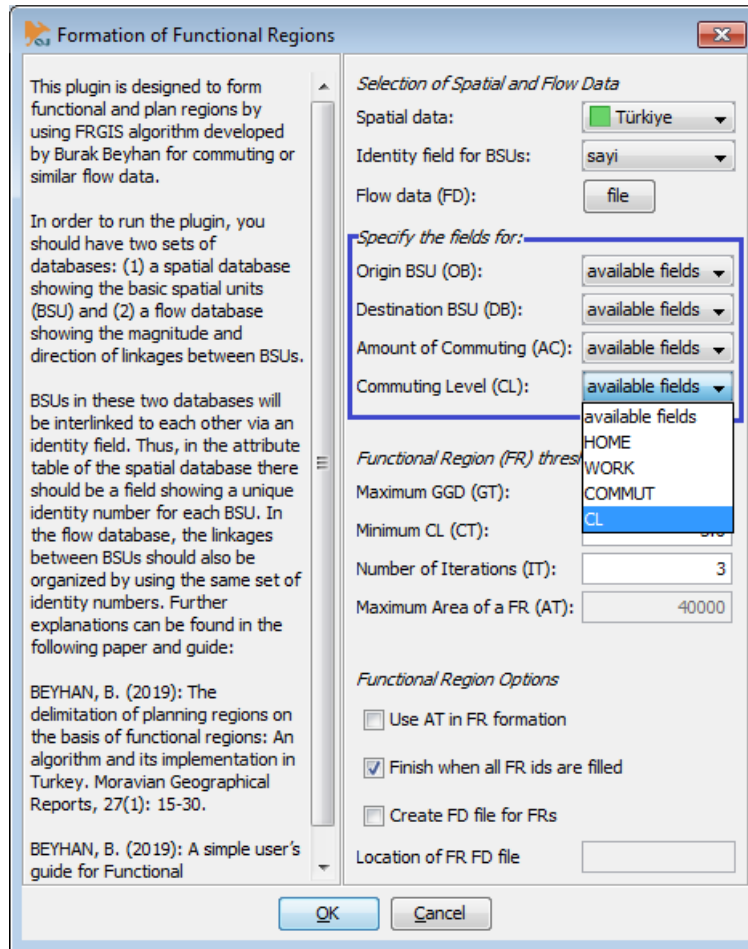 Formation of Functional Regions
This plugin is designed to form
functional and plan regions by
using FRGIS algorithm developed
by Burak Beyhan for commuting or
similar flow data.
In order to run the plugin, you
should have two sets of
databases: (1) a spatial database
showing the basic spatial units
(BSU) and (2) a flow database
showing the magnitude and
direction of linkages between BSUs.
BSUs in these two databases will
be interlinked to each other via an
identity field. Thus, in the attribute
table of the spatial database there
should be a field showing a unique
identity number for each BSU. In
the flow database, the linkages
between BSUs should also be
organized by using the same set of
identity numbers. Further
explanations can be found in the
following paper and guide:
BEYHAN, B. (2019): The
delimitation of planning regions on
the basis of functional regions: An
algorithm and its implementation in
Turkey. Moravian Geographical
Reports, 27(1): 15-30.
BEYHAN, B. (2019): A simple user's
guide for Functional
Selection of Spatial and Flow Data
Spatial data: Türkiye
Identity field for BSUs: sayi
Flow data (FD): file
Specify the fields for:
Origin BSU (OB): available fields
Destination BSU (DB): available fields
Amount of Commuting (AC): available fields
Commuting Level (CL): available fields
available fields
HOME
WORK
COMMUT
CL
Functional Region (FR)
Maximum GGD (GT):
Minimum CL (CT):
Number of Iterations (IT): 3
Maximum Area of a FR (AT): 40000
Functional Region Options
Use AT in FR formation
Finish when all FR ids are filled
Create FD file for FRs
Location of FR FD file
OK Cancel